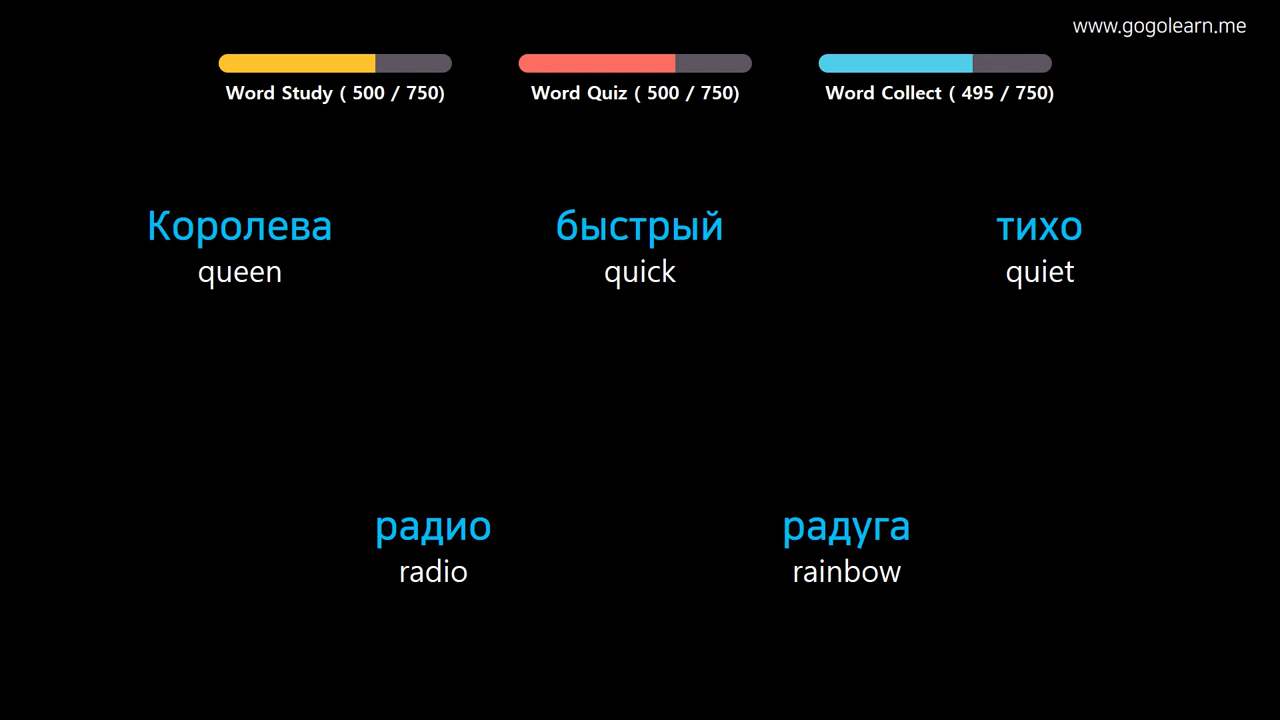 www.gogolearn.me
Word Study ( 500 / 750)
Word Quiz ( 500 / 750)
Word Collect ( 495 / 750)
Королева
queen
быстрый
quick
тихо
quiet
радио
radio
радуга
rainbow